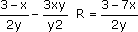 3 − x / 2y − 3xy / y2 R = 3 − 7x / 2y